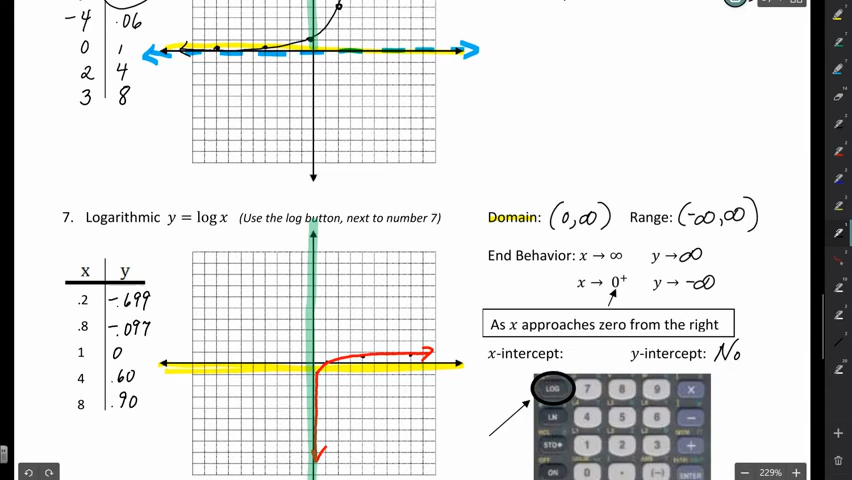 -4 .06
0 1
2 4
3 8
7. Logarithmic y = log x (Use the log button, next to number 7)
Domain: (0, ∞) Range: (-∞, ∞)
End Behavior: x → ∞ y → ∞
x → 0⁺ y → -∞
As x approaches zero from the right
x-intercept: y-intercept: No
x y
.2 -.699
.8 -.097
1 0
4 .60
8 .90
LOG 7 8 9 ×
LN 4 5 6 −
STO 1 2 3 +
ON 0 . (−) ENTER
229%